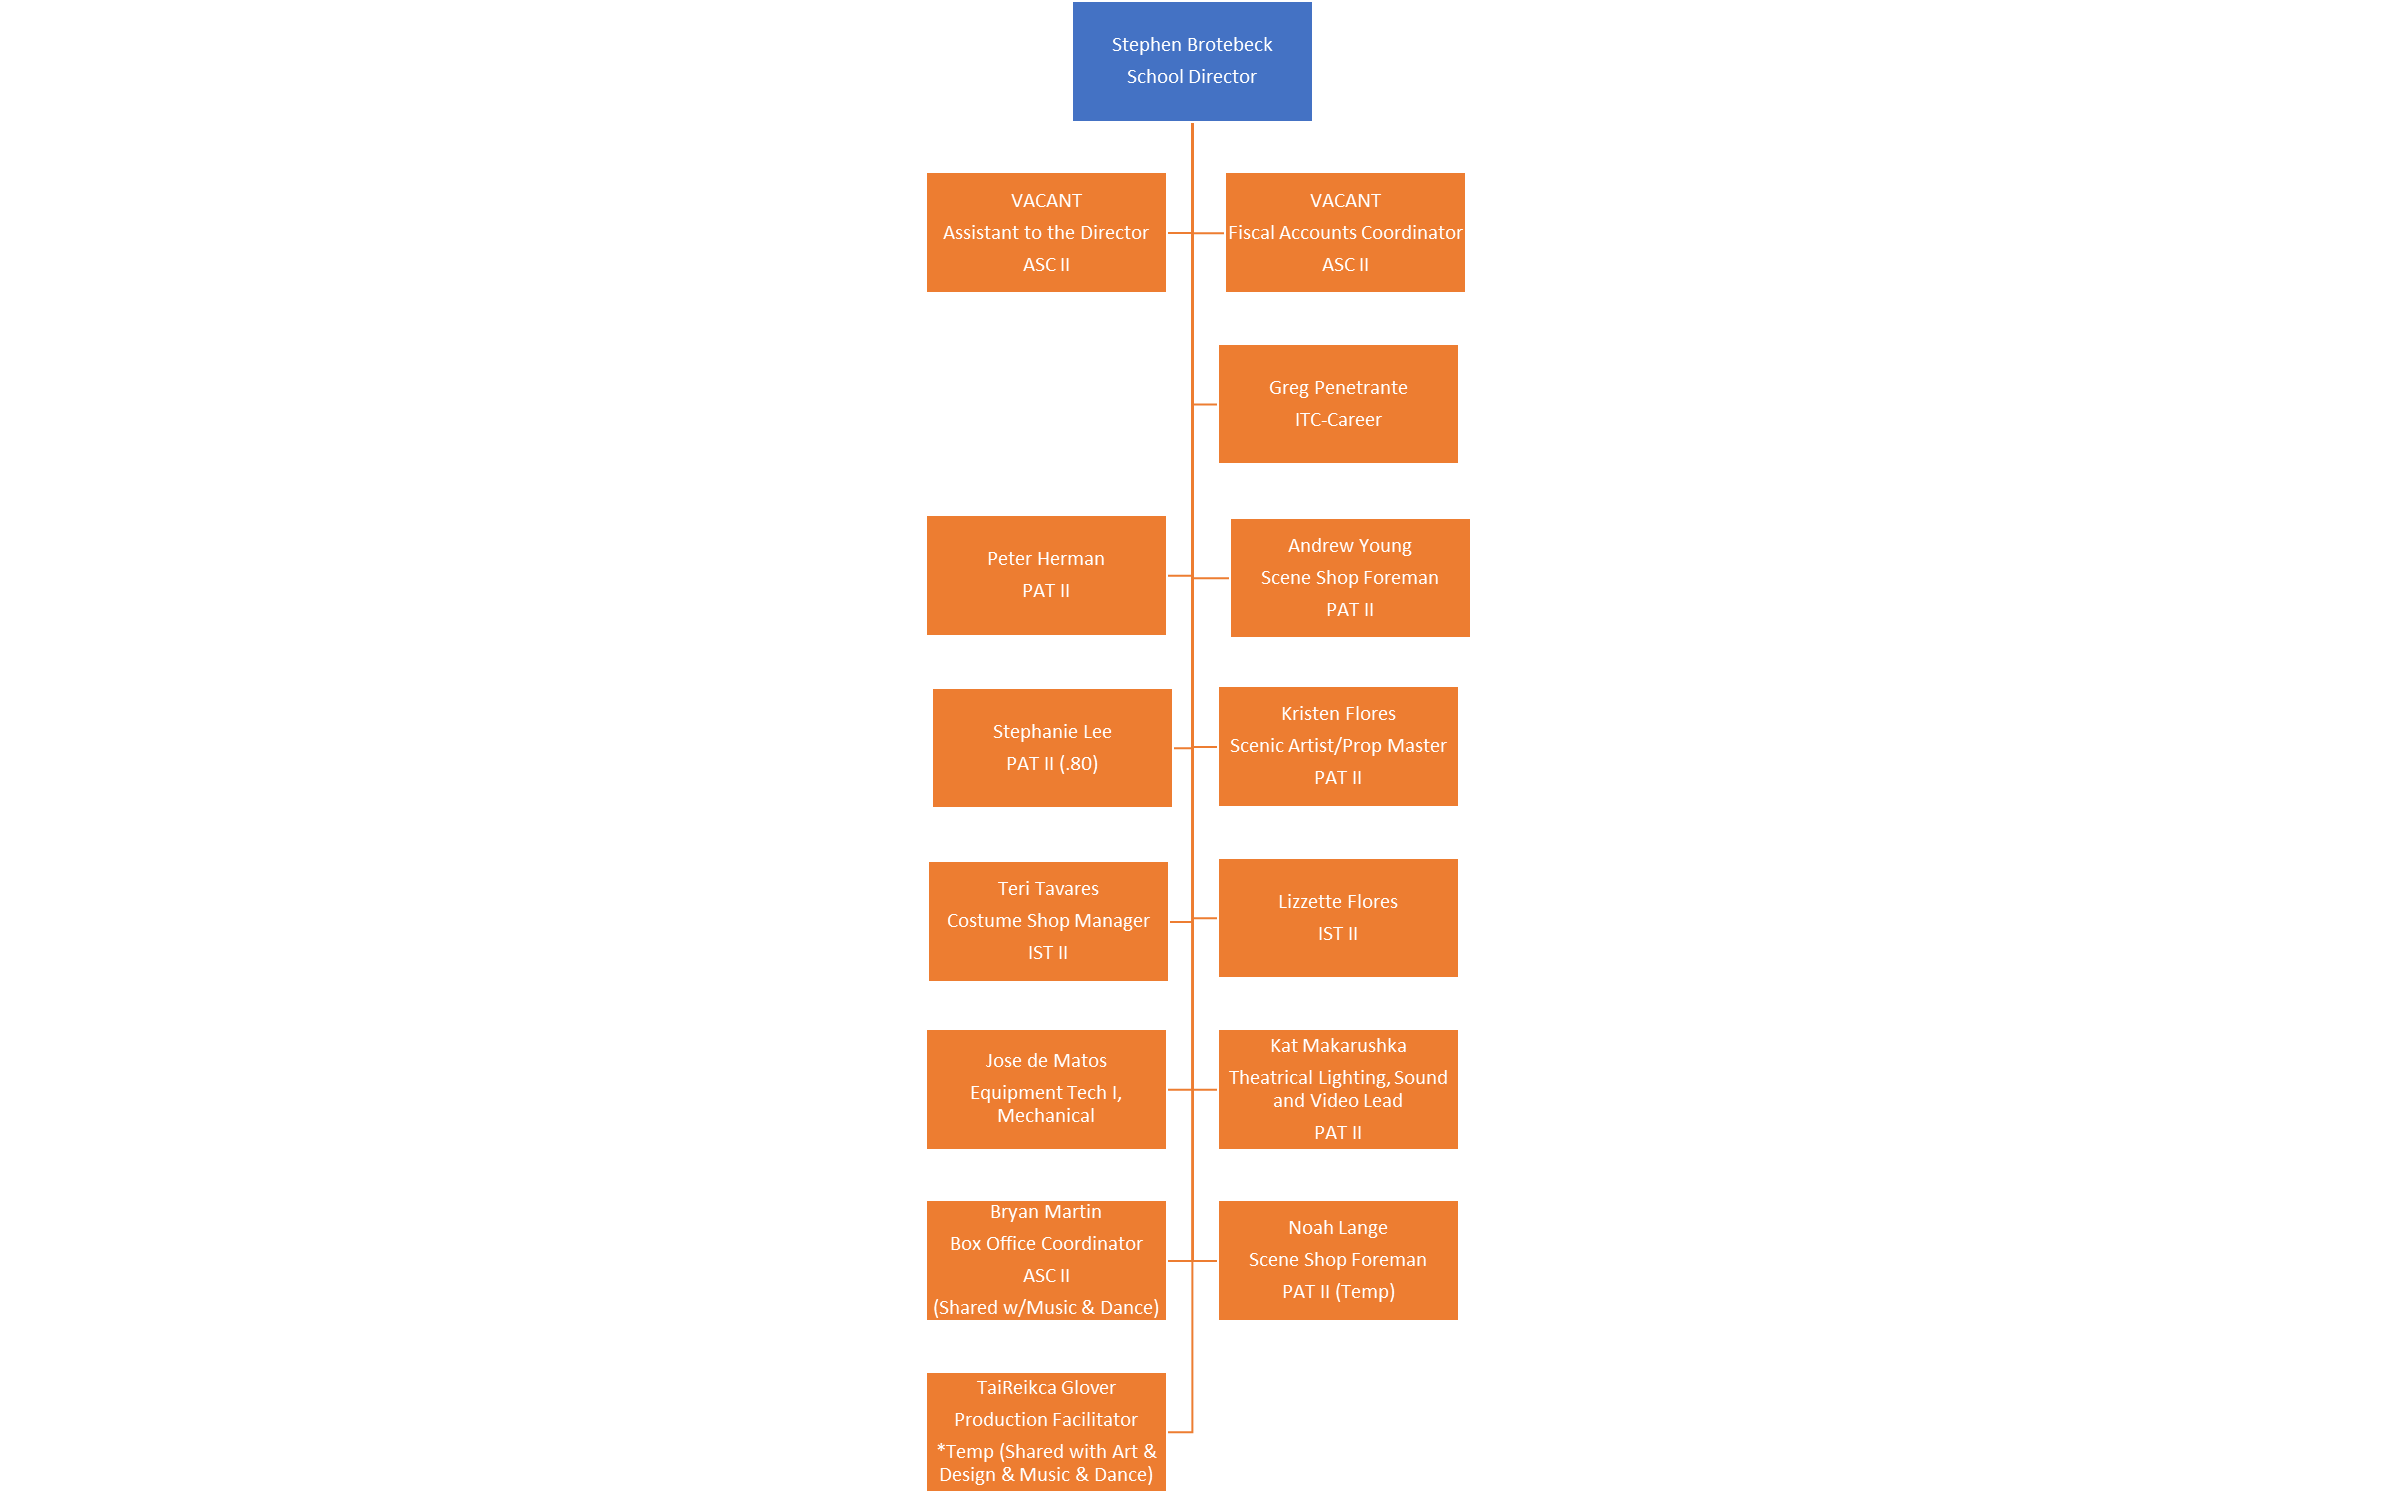 Stephen Brotebeck
School Director
VACANT
Assistant to the Director
ASC II
VACANT
Fiscal Accounts Coordinator
ASC II
Greg Penetrante
ITC-Career
Peter Herman
PAT II
Andrew Young
Scene Shop Foreman
PAT II
Stephanie Lee
PAT II (.80)
Kristen Flores
Scenic Artist/Prop Master
PAT II
Teri Tavares
Costume Shop Manager
IST II
Lizzette Flores
IST II
Jose de Matos
Equipment Tech I,
Mechanical
Kat Makarushka
Theatrical Lighting, Sound
and Video Lead
PAT II
Bryan Martin
Box Office Coordinator
ASC II
(Shared w/Music & Dance)
Noah Lange
Scene Shop Foreman
PAT II (Temp)
TaiReikca Glover
Production Facilitator
*Temp (Shared with Art &
Design & Music & Dance)